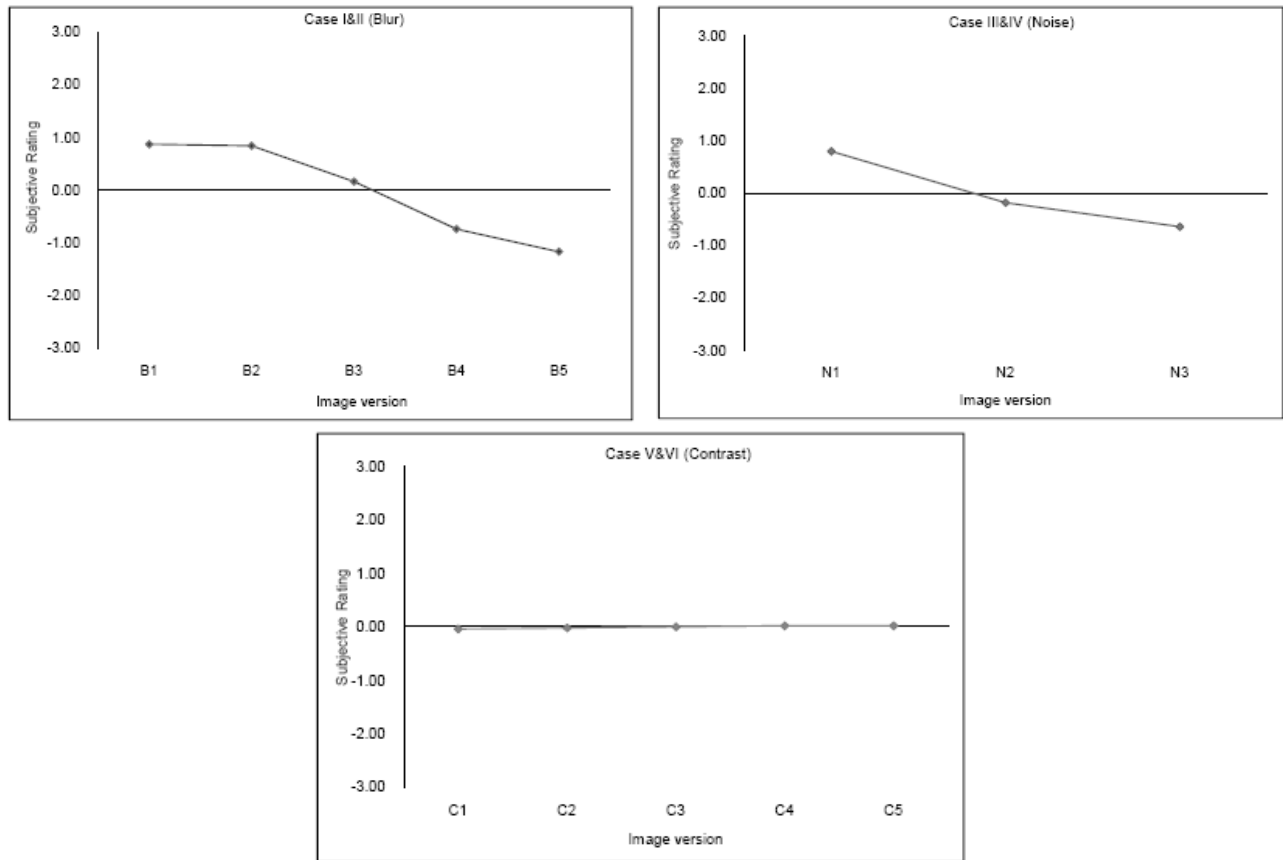 Case I&II (Blur)
3.00
2.00
1.00
0.00
-1.00
-2.00
-3.00
Subjective Rating
B1 B2 B3 B4 B5
Image version
Case III&IV (Noise)
3.00
2.00
1.00
0.00
-1.00
-2.00
-3.00
Subjective Rating
N1 N2 N3
Image version
Case V&VI (Contrast)
3.00
2.00
1.00
0.00
-1.00
-2.00
-3.00
Subjective Rating
C1 C2 C3 C4 C5
Image version